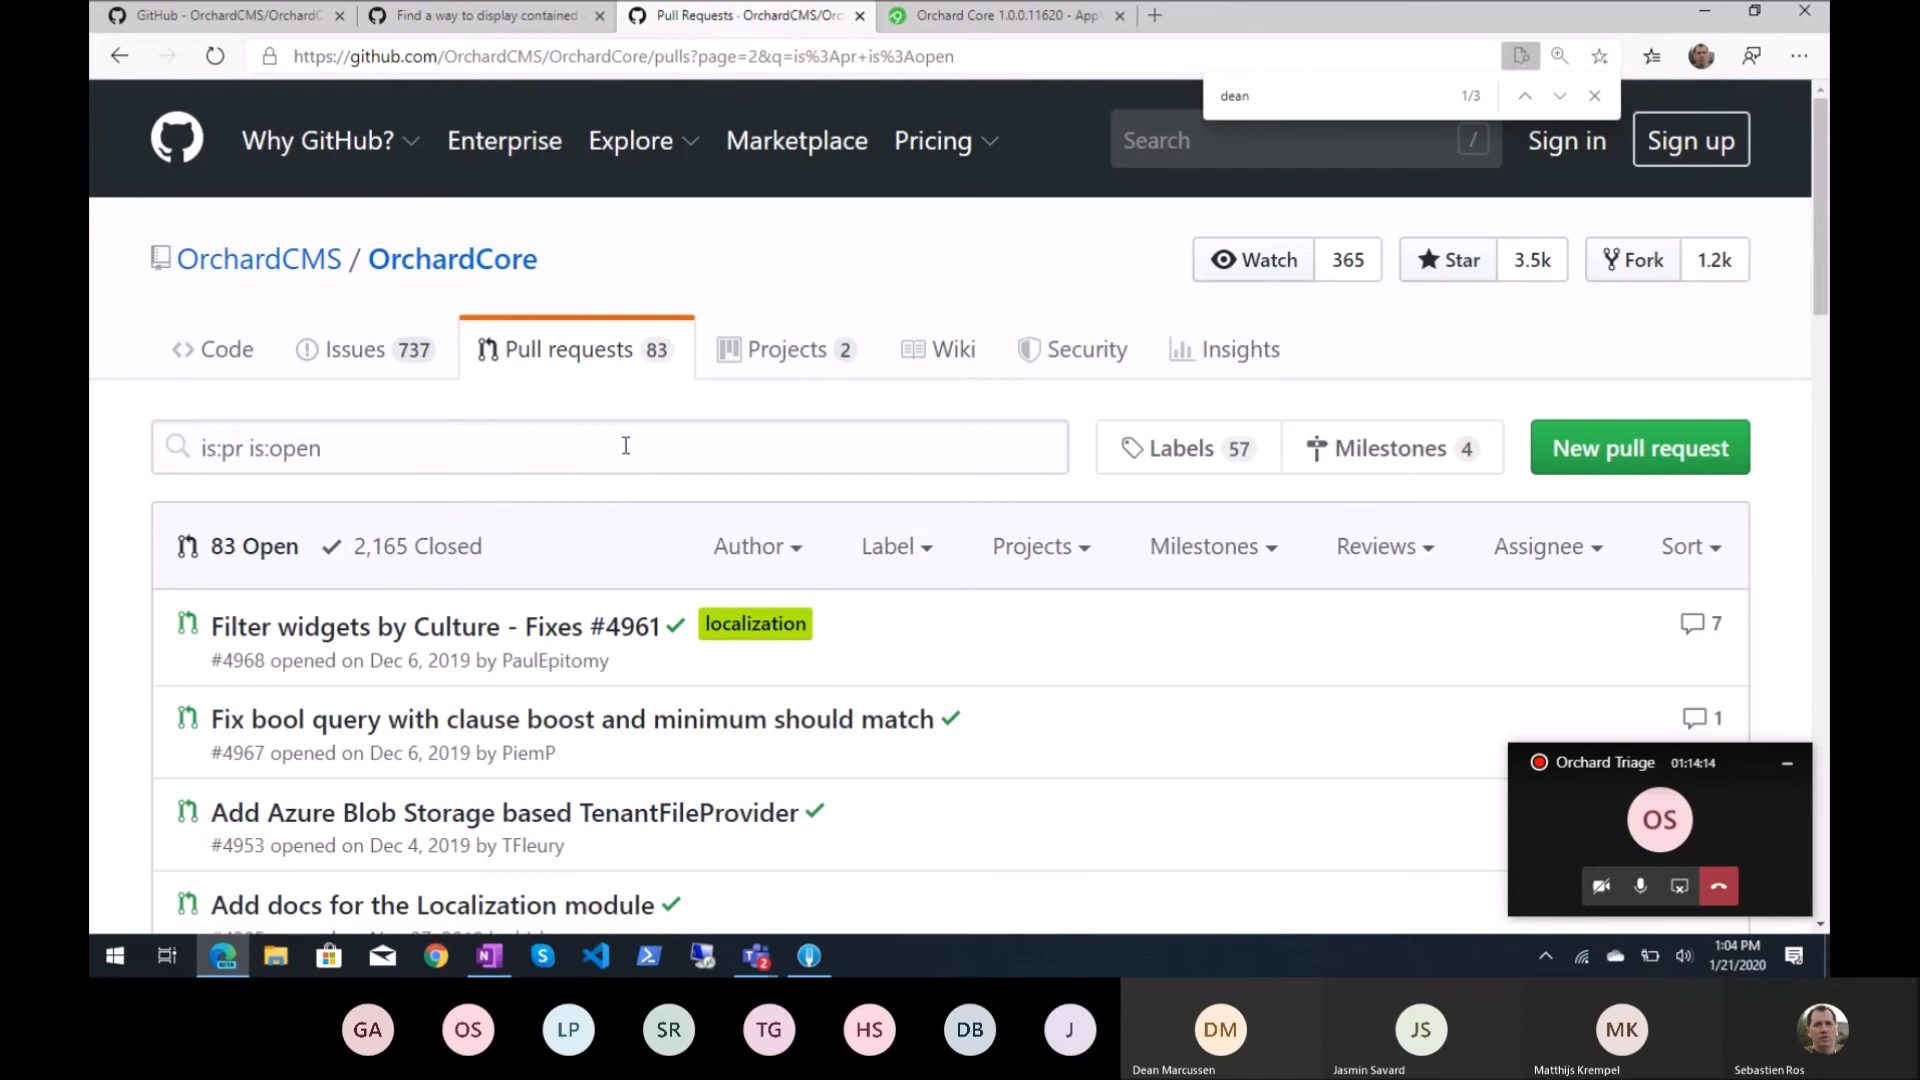 GitHub - OrchardCMS/OrchardC
Find a way to display contained
Pull Requests · OrchardCMS/Orc
Orchard Core 1.0.0.11620 - App
https://github.com/OrchardCMS/OrchardCore/pulls?page=2&q=is%3Apr+is%3Aopen
dean 1/3
Why GitHub? Enterprise Explore Marketplace Pricing Search / Sign in Sign up
OrchardCMS / OrchardCore
Watch 365 Star 3.5k Fork 1.2k
Code Issues 737 Pull requests 83 Projects 2 Wiki Security Insights
is:pr is:open
Labels 57 Milestones 4 New pull request
83 Open 2,165 Closed Author Label Projects Milestones Reviews Assignee Sort
Filter widgets by Culture - Fixes #4961 localization 7
#4968 opened on Dec 6, 2019 by PaulEpitomy
Fix bool query with clause boost and minimum should match 1
#4967 opened on Dec 6, 2019 by PiemP
Add Azure Blob Storage based TenantFileProvider
#4953 opened on Dec 4, 2019 by TFleury
Add docs for the Localization module
Orchard Triage 01:14:14
OS
1:04 PM
1/21/2020
GA OS LP SR TG HS DB J DM JS MK
Dean Marcussen Jasmin Savard Matthijs Krempel Sebastien Ros